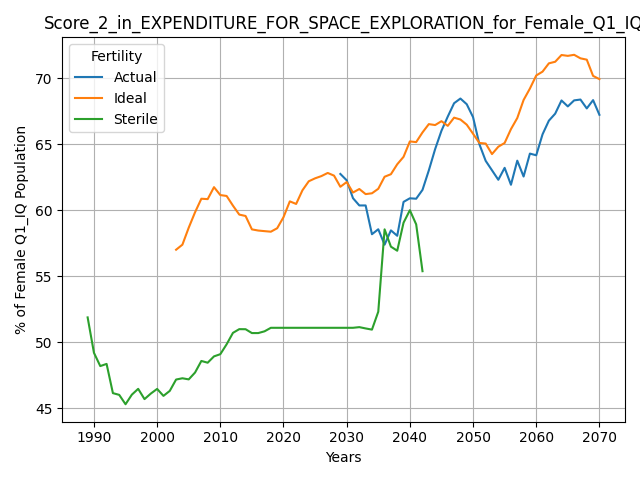 Score_2_in_EXPENDITURE_FOR_SPACE_EXPLORATION_for_Female_Q1_IQ
Fertility
Actual
Ideal
Sterile
% of Female Q1_IQ Population
70
65
60
55
50
45
1990 2000 2010 2020 2030 2040 2050 2060 2070
Years